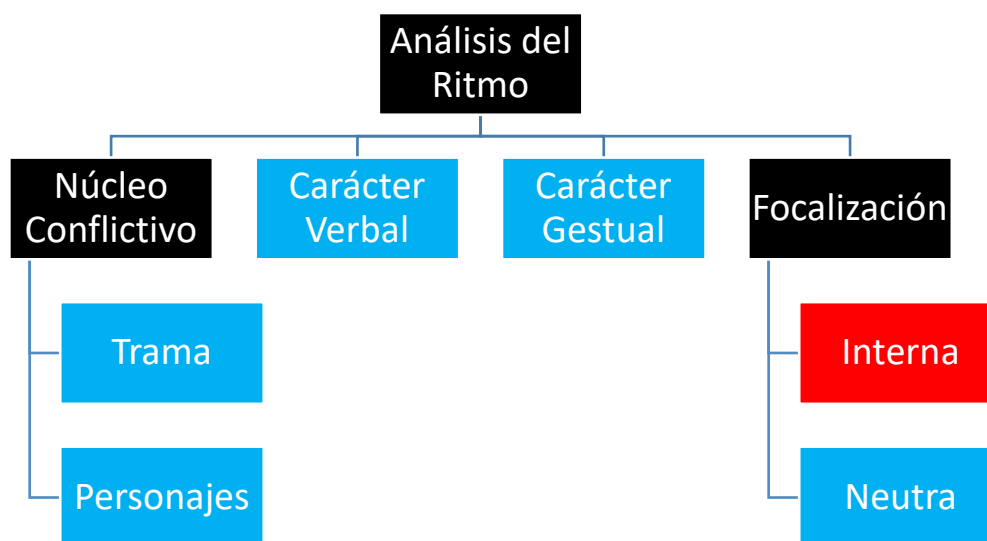 Análisis del
Ritmo
Núcleo
Conflictivo
Carácter
Verbal
Carácter
Gestual
Focalización
Trama
Interna
Personajes
Neutra